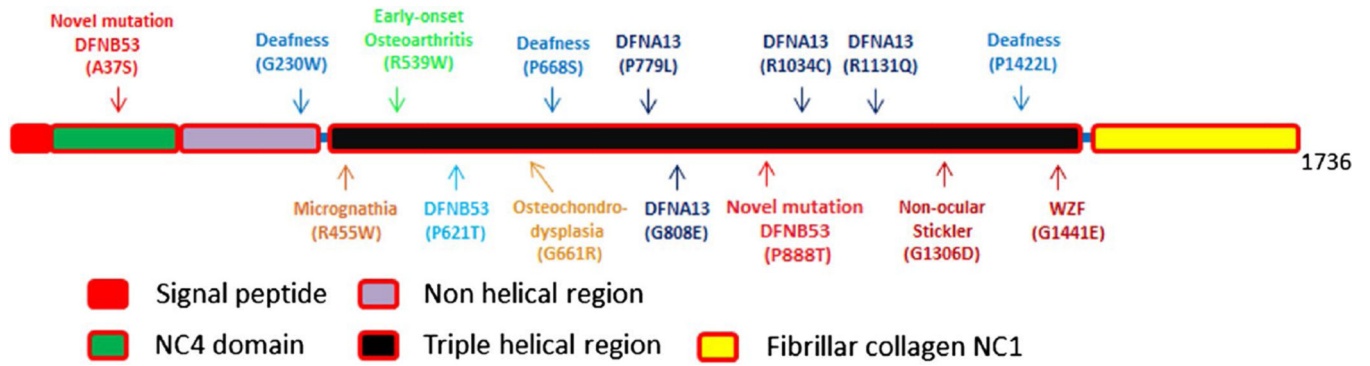 Novel mutation
DFNB53
(A37S)
Deafness
(G230W)
Early-onset
Osteoarthritis
(R539W)
Deafness
(P668S)
DFNA13
(P779L)
DFNA13
(R1034C)
DFNA13
(R1131Q)
Deafness
(P1422L)
1736
Micrognathia
(R455W)
DFNB53
(P621T)
Osteochondro-
dysplasia
(G661R)
DFNA13
(G808E)
Novel mutation
DFNB53
(P888T)
Non-ocular
Stickler
(G1306D)
WZF
(G1441E)
Signal peptide
Non helical region
NC4 domain
Triple helical region
Fibrillar collagen NC1